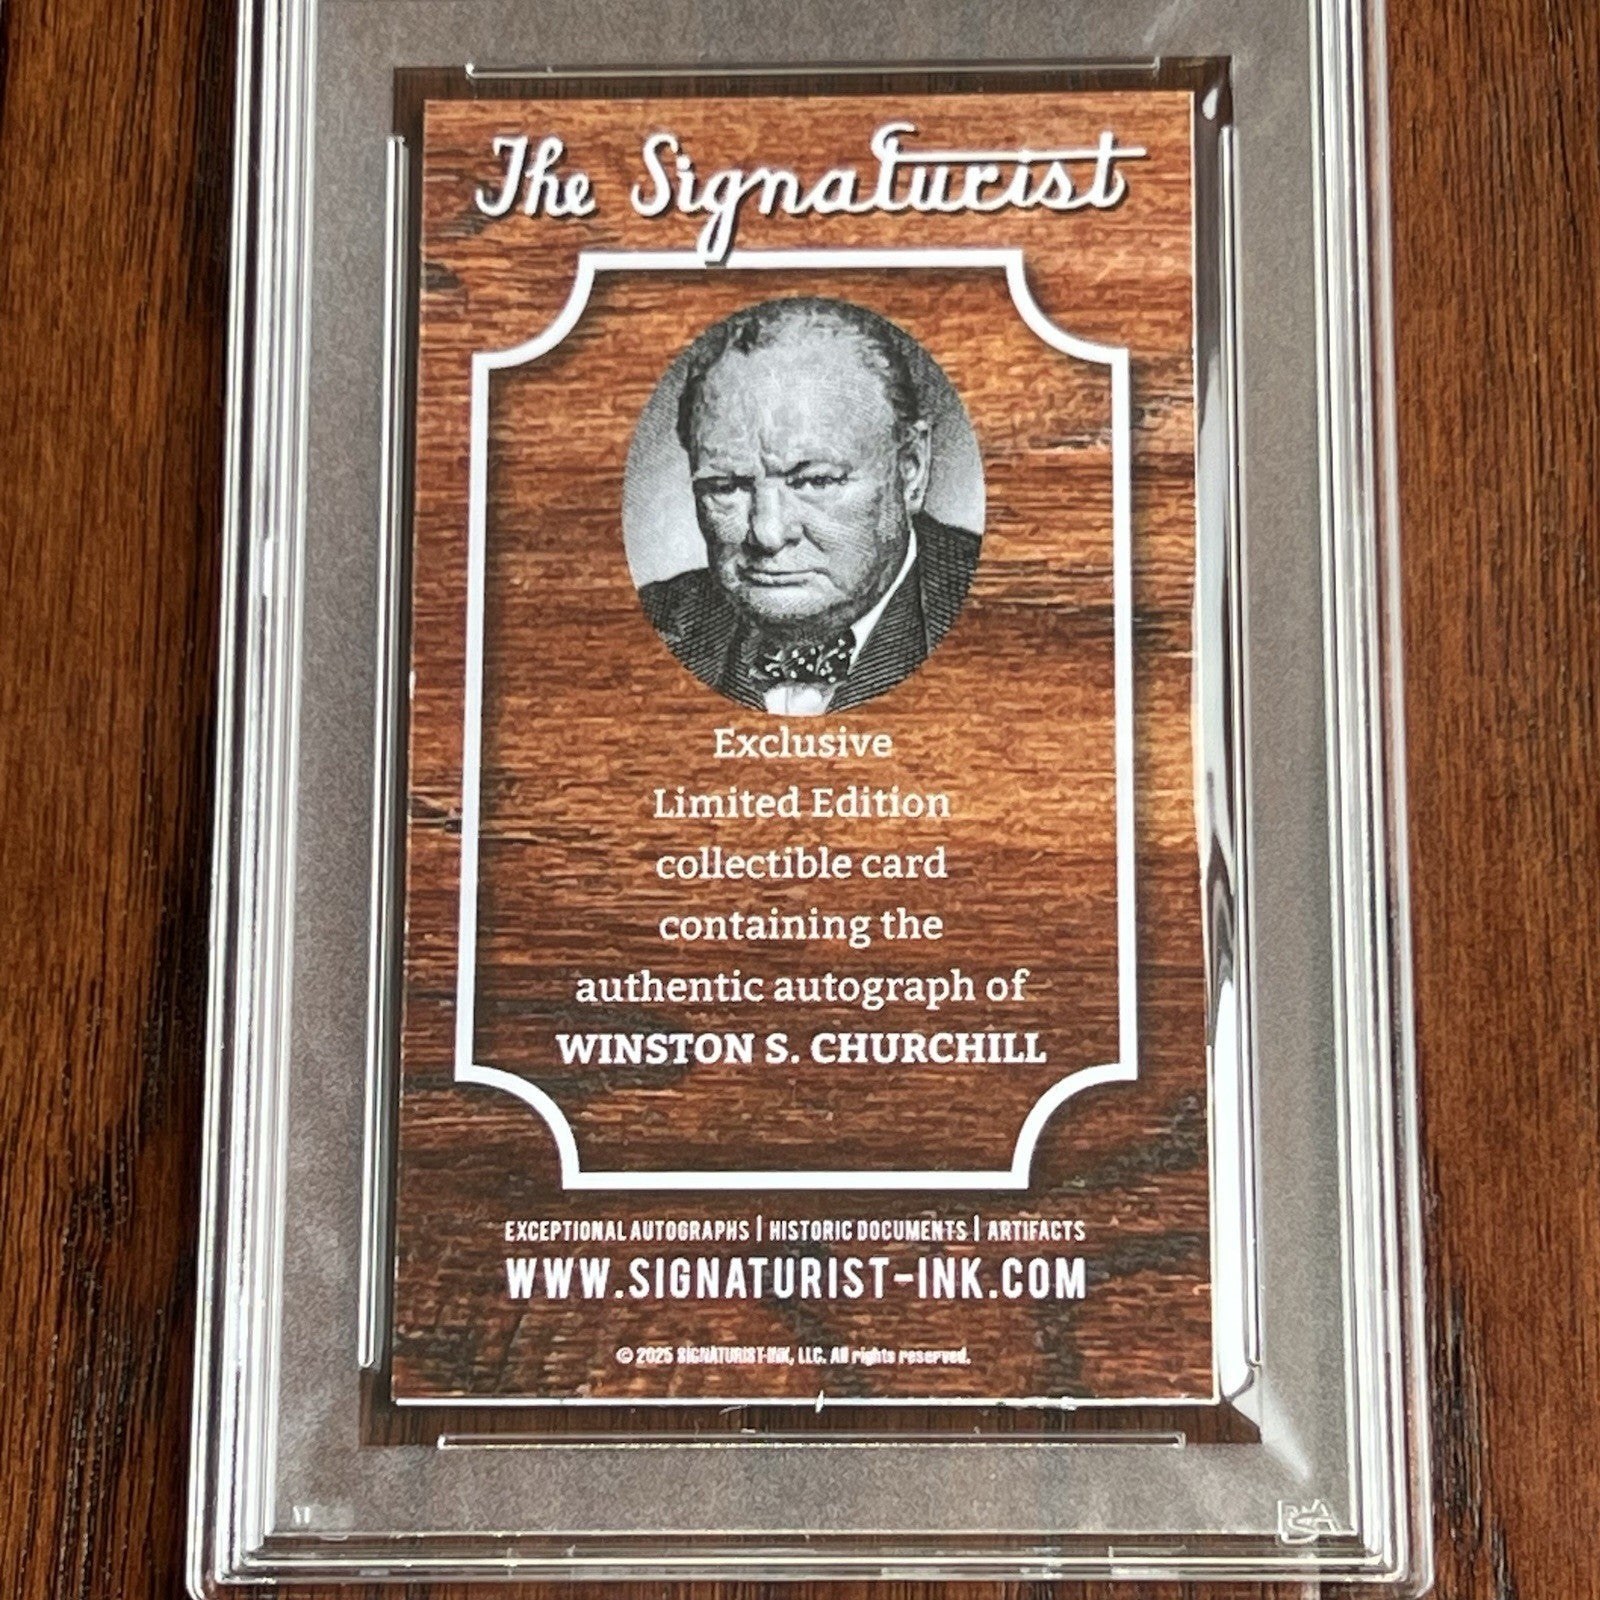 The Signaturist
Exclusive
Limited Edition
collectible card
containing the
authentic autograph of
WINSTON S. CHURCHILL
EXCEPTIONAL AUTOGRAPHS | HISTORIC DOCUMENTS | ARTIFACTS
WWW.SIGNATURIST-INK.COM
© 2025 SIGNATURIST-INK, LLC. All rights reserved.
PSA